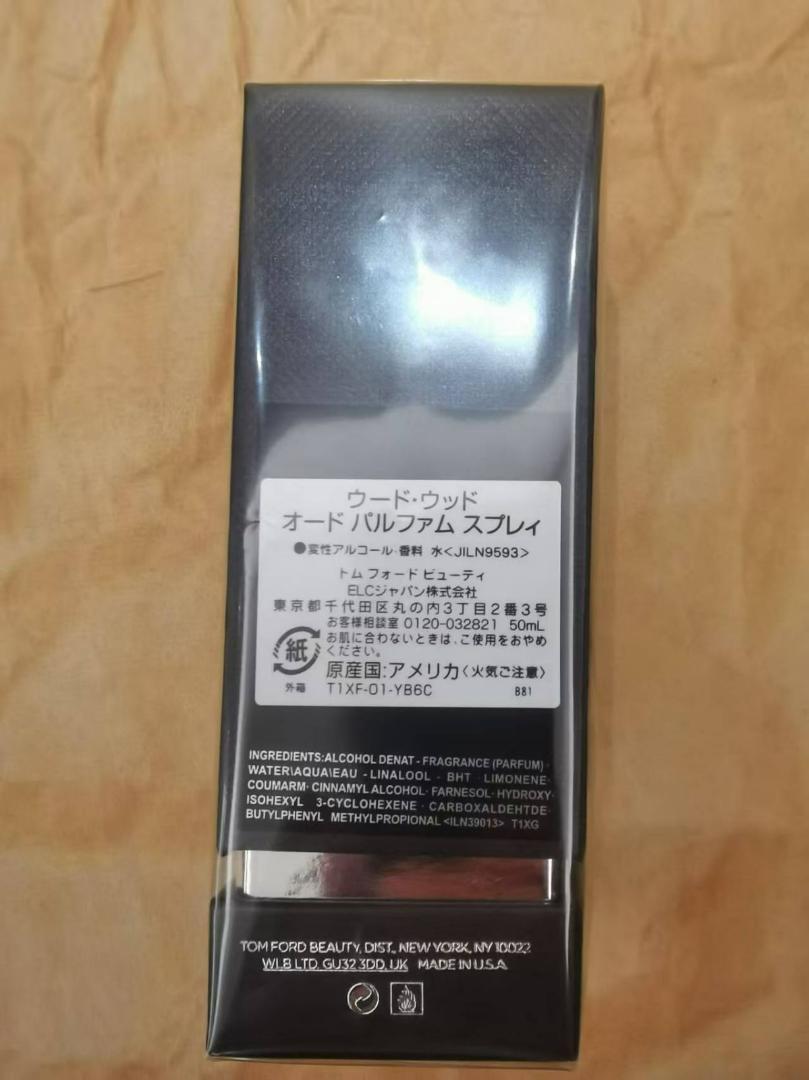 ウード・ウッド
オード パルファム スプレィ
●変性アルコール・香料 水<JILN9593>
トム フォード ビューティ
ELCジャパン株式会社
東京都千代田区丸の内3丁目2番3号
お客様相談室 0120-032821 50mL
お肌に合わないときは、ご使用をおやめ
ください。
紙
外箱
原産国:アメリカ〈火気ご注意〉
T1XF-01-YB6C B81
INGREDIENTS:ALCOHOL DENAT - FRAGRANCE (PARFUM) ·
WATER\AQUA\EAU - LINALOOL - BHT · LIMONENE·
COUMARM· CINNAMYL ALCOHOL· FARNESOL· HYDROXY·
ISOHEXYL 3-CYCLOHEXENE · CARBOXALDEHTDE·
BUTYLPHENYL METHYLPROPIONAL <ILN39013> T1XG
TOM FORD BEAUTY, DIST., NEW YORK, NY 10022
WLB LTD. GU32 3DD, UK MADE IN U.S.A.